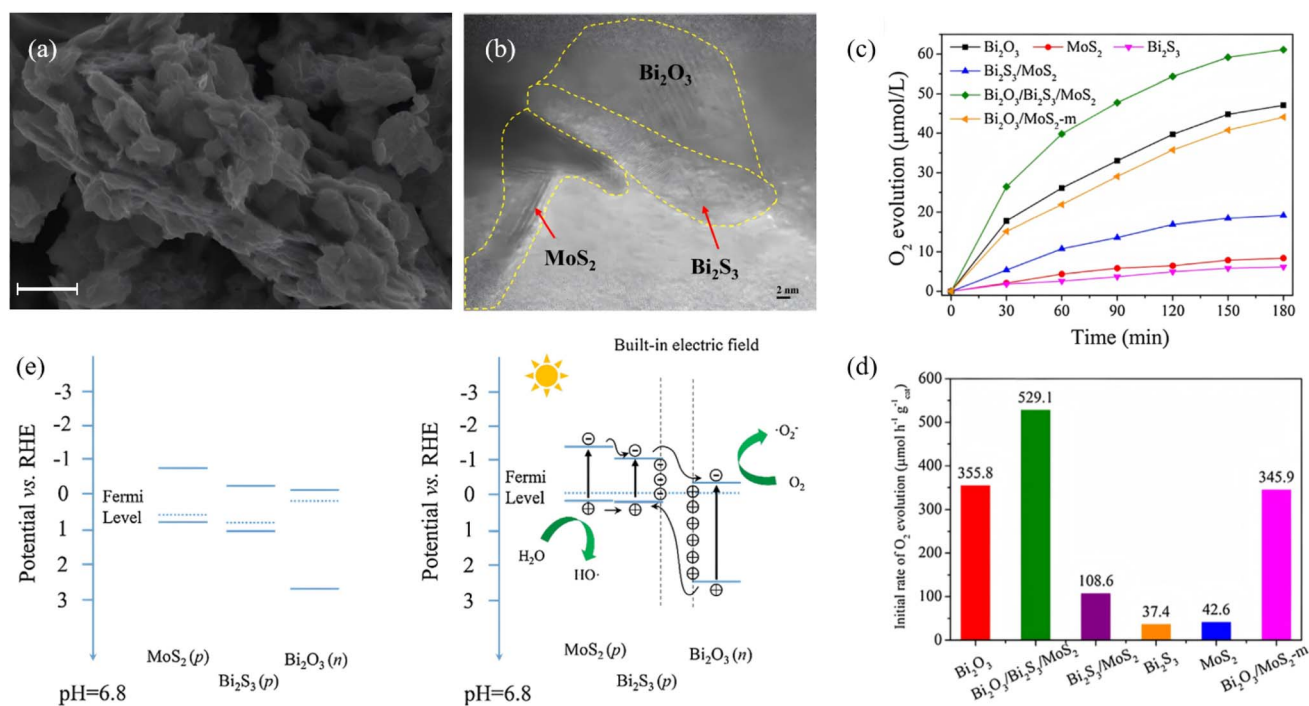 (a)
(b)
Bi₂O₃
MoS₂
Bi₂S₃
2 nm
(c)
Bi₂O₃ MoS₂ Bi₂S₃
Bi₂S₃/MoS₂
Bi₂O₃/Bi₂S₃/MoS₂
Bi₂O₃/MoS₂-m
O₂ evolution (μmol/L)
60
50
40
30
20
10
0
0 30 60 90 120 150 180
Time (min)
(e)
Potential vs. RHE
-3
-2
-1
0
1
2
3
Fermi
Level
MoS₂ (p)
Bi₂S₃ (p)
Bi₂O₃ (n)
pH=6.8
Built-in electric field
Potential vs. RHE
-3
-2
-1
0
1
2
3
Fermi
Level
H₂O
HO·
·O₂⁻
O₂
MoS₂ (p)
Bi₂S₃ (p)
Bi₂O₃ (n)
pH=6.8
(d)
Initial rate of O₂ evolution (μmol h⁻¹ g⁻¹cat)
600
500
400
300
200
100
0
355.8
529.1
108.6
37.4
42.6
345.9
Bi₂O₃
Bi₂O₃/Bi₂S₃/MoS₂
Bi₂S₃/MoS₂
Bi₂S₃
MoS₂
Bi₂O₃/MoS₂-m